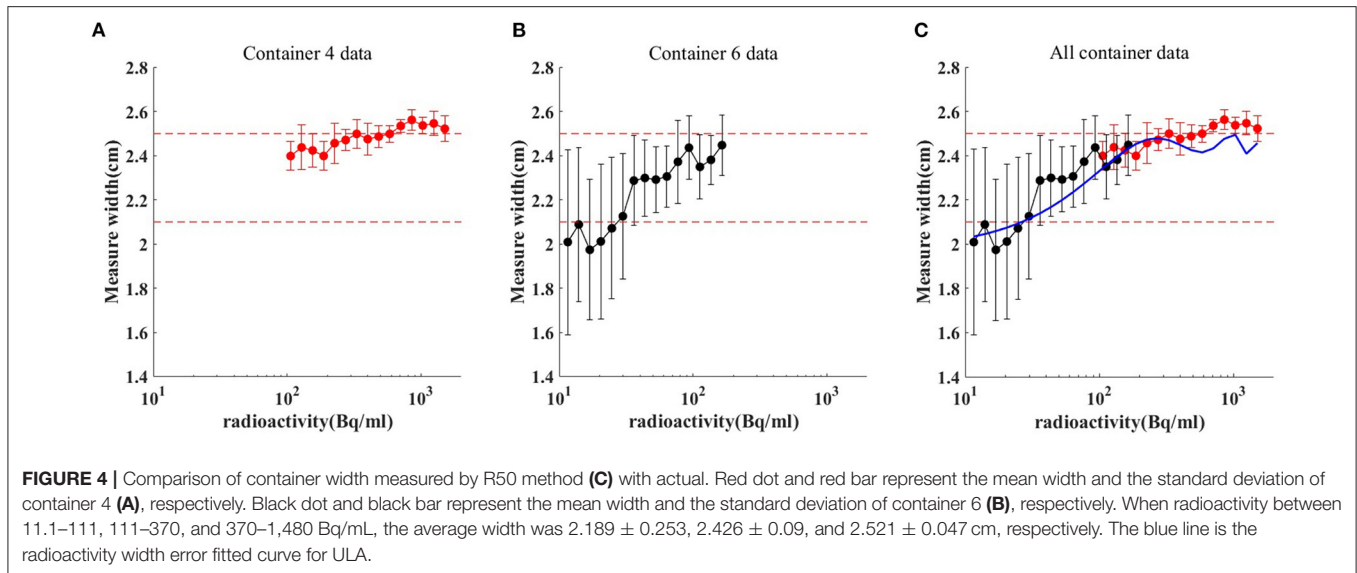 A
Container 4 data
2.8
2.6
2.4
2.2
2
1.8
1.6
1.4
Measure width(cm)
10^1
10^2
10^3
radioactivity(Bq/ml)
B
Container 6 data
2.8
2.6
2.4
2.2
2
1.8
1.6
1.4
Measure width(cm)
10^1
10^2
10^3
radioactivity(Bq/ml)
C
All container data
2.8
2.6
2.4
2.2
2
1.8
1.6
1.4
Measure width(cm)
10^1
10^2
10^3
radioactivity(Bq/ml)
FIGURE 4 | Comparison of container width measured by R50 method (C) with actual. Red dot and red bar represent the mean width and the standard deviation of
container 4 (A), respectively. Black dot and black bar represent the mean width and the standard deviation of container 6 (B), respectively. When radioactivity between
11.1–111, 111–370, and 370–1,480 Bq/mL, the average width was 2.189 ± 0.253, 2.426 ± 0.09, and 2.521 ± 0.047 cm, respectively. The blue line is the
radioactivity width error fitted curve for ULA.